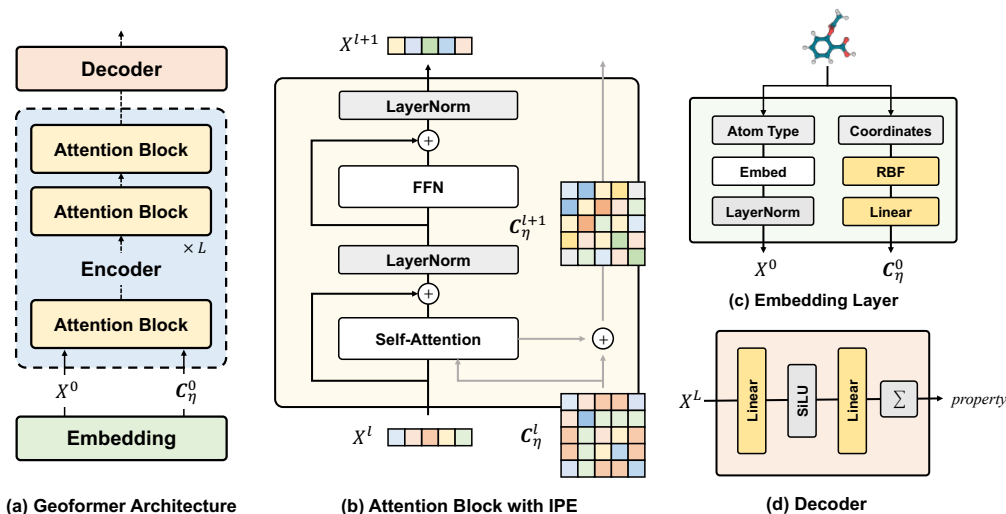 Decoder
Attention Block
Attention Block
× L
Encoder
Attention Block
X^0
C_η^0
Embedding
(a) Geoformer Architecture
X^{l+1}
LayerNorm
+
FFN
C_η^{l+1}
LayerNorm
+
Self-Attention
+
X^l
C_η^l
(b) Attention Block with IPE
Atom Type
Coordinates
Embed
RBF
LayerNorm
Linear
X^0
C_η^0
(c) Embedding Layer
X^L
Linear
SiLU
Linear
Σ
property
(d) Decoder